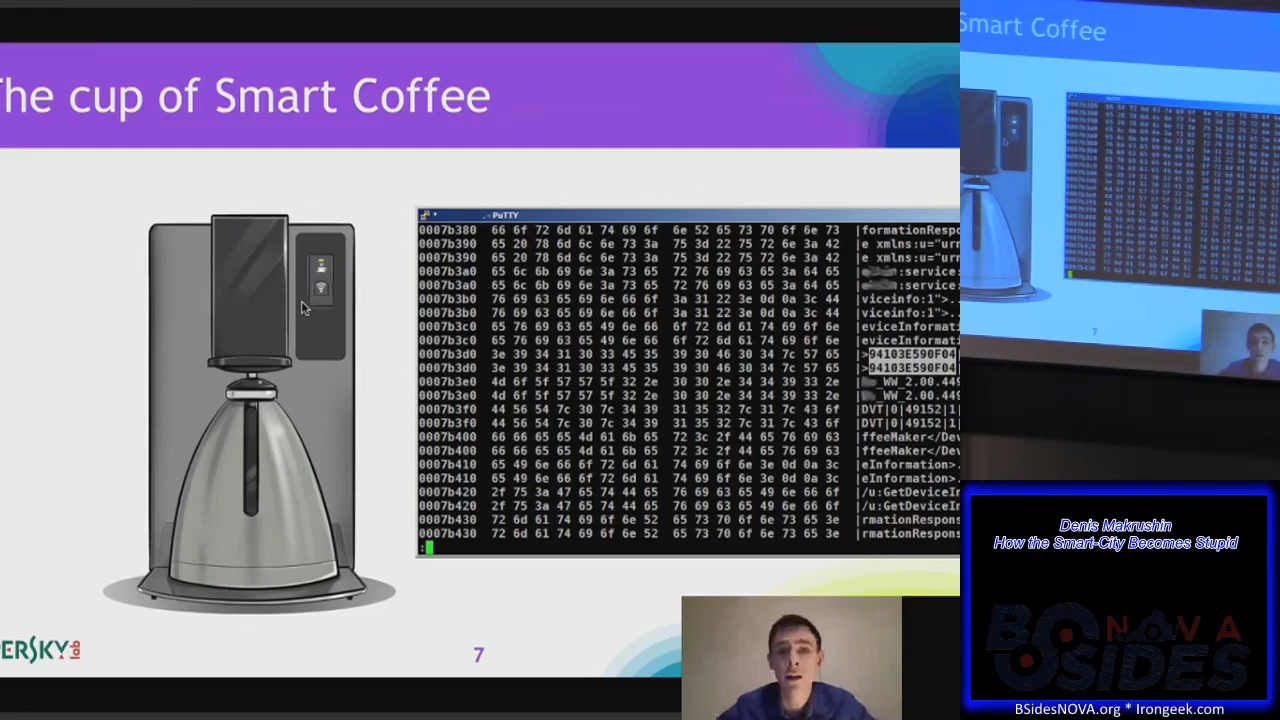 The cup of Smart Coffee
PuTTY
0007b380 66 6f 72 6d 61 74 69 6f 6e 52 65 73 70 6f 6e 73 |formationRespo
0007b390 65 20 78 6d 6c 6e 73 3a 75 3d 22 75 72 6e 3a 42 |e xmlns:u="urn
0007b390 65 20 78 6d 6c 6e 73 3a 75 3d 22 75 72 6e 3a 42 |e xmlns:u="urn
0007b3a0 65 6c 6b 69 6e 3a 73 65 72 76 69 63 65 3a 64 65 :service:
0007b3a0 65 6c 6b 69 6e 3a 73 65 72 76 69 63 65 3a 64 65 :service:
0007b3b0 76 69 63 65 69 6e 66 6f 3a 31 22 3e 0d 0a 3c 44 |viceinfo:1">..
0007b3b0 76 69 63 65 69 6e 66 6f 3a 31 22 3e 0d 0a 3c 44 |viceinfo:1">..
0007b3c0 65 76 69 63 65 49 6e 66 6f 72 6d 61 74 69 6f 6e |eviceInformati
0007b3c0 65 76 69 63 65 49 6e 66 6f 72 6d 61 74 69 6f 6e |eviceInformati
0007b3d0 3e 39 34 31 30 33 45 35 39 30 46 30 34 7c 57 65 |>94103E590F04
0007b3d0 3e 39 34 31 30 33 45 35 39 30 46 30 34 7c 57 65 |>94103E590F04
0007b3e0 4d 6f 5f 57 57 5f 32 2e 30 30 2e 34 34 39 33 2e _WW_2.00.449
0007b3e0 4d 6f 5f 57 57 5f 32 2e 30 30 2e 34 34 39 33 2e _WW_2.00.449
0007b3f0 44 56 54 7c 30 7c 34 39 31 35 32 7c 31 7c 43 6f |DVT|0|49152|1|
0007b3f0 44 56 54 7c 30 7c 34 39 31 35 32 7c 31 7c 43 6f |DVT|0|49152|1|
0007b400 66 66 65 65 4d 61 6b 65 72 3c 2f 44 65 76 69 63 |ffeeMaker</Dev
0007b400 66 66 65 65 4d 61 6b 65 72 3c 2f 44 65 76 69 63 |ffeeMaker</Dev
0007b410 65 49 6e 66 6f 72 6d 61 74 69 6f 6e 3e 0d 0a 3c |eInformation>.
0007b410 65 49 6e 66 6f 72 6d 61 74 69 6f 6e 3e 0d 0a 3c |eInformation>.
0007b420 2f 75 3a 47 65 74 44 65 76 69 63 65 49 6e 66 6f |/u:GetDeviceIn
0007b420 2f 75 3a 47 65 74 44 65 76 69 63 65 49 6e 66 6f |/u:GetDeviceIn
0007b430 72 6d 61 74 69 6f 6e 52 65 73 70 6f 6e 73 65 3e |rmationRespons
0007b430 72 6d 61 74 69 6f 6e 52 65 73 70 6f 6e 73 65 3e |rmationRespons
:
ERSKY lab
7
Smart Coffee
7
Denis Makrushin
How the Smart-City Becomes Stupid
BSIDES NOVA
BSidesNOVA.org * Irongeek.com